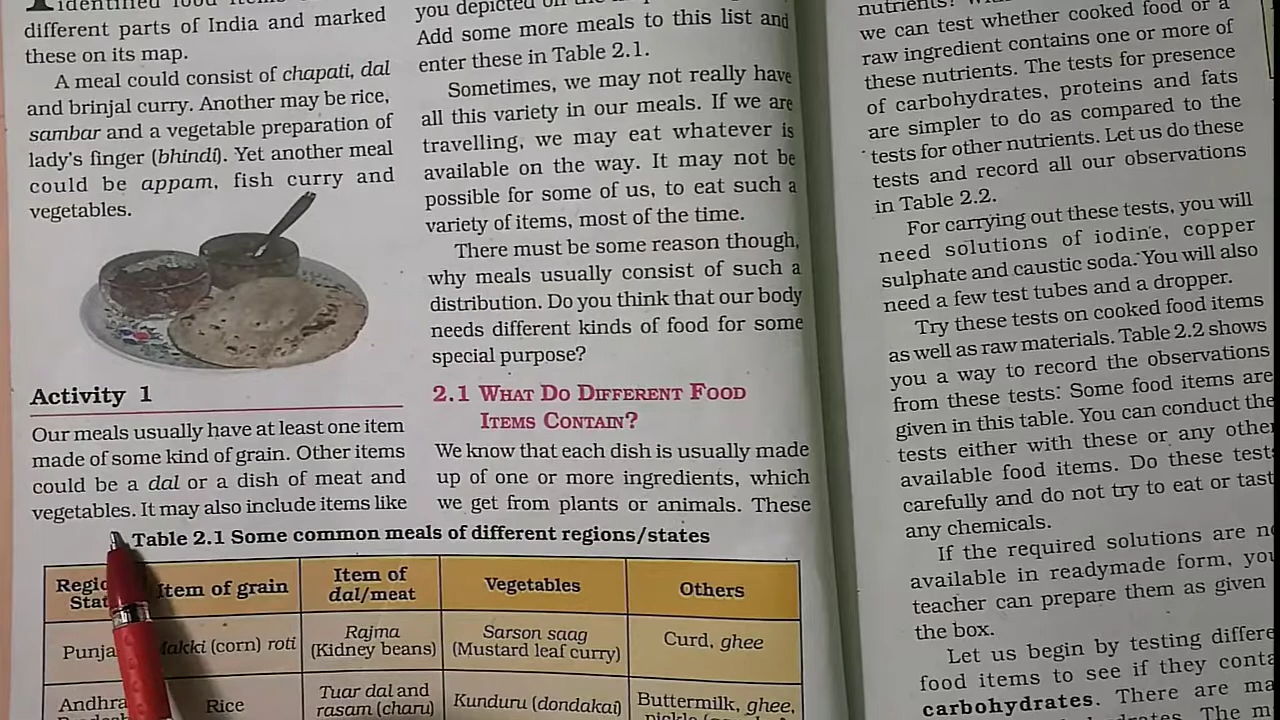 identified food items
different parts of India and marked
these on its map.
A meal could consist of chapati, dal
and brinjal curry. Another may be rice,
sambar and a vegetable preparation of
lady's finger (bhindi). Yet another meal
could be appam, fish curry and
vegetables.
Activity 1
Our meals usually have at least one item
made of some kind of grain. Other items
could be a dal or a dish of meat and
vegetables. It may also include items like
you depicted on the
Add some more meals to this list and
enter these in Table 2.1.
Sometimes, we may not really have
all this variety in our meals. If we are
travelling, we may eat whatever is
available on the way. It may not be
possible for some of us, to eat such a
variety of items, most of the time.
There must be some reason though,
why meals usually consist of such a
distribution. Do you think that our body
needs different kinds of food for some
special purpose?
2.1 WHAT DO DIFFERENT FOOD
ITEMS CONTAIN?
We know that each dish is usually made
up of one or more ingredients, which
we get from plants or animals. These
Table 2.1 Some common meals of different regions/states
Item of grain
Item of
dal/meat
Vegetables
Others
(corn) roti
Rajma
(Kidney beans)
Sarson saag
(Mustard leaf curry)
Curd, ghee
Andhra
Rice
Tuar dal and
rasam (charu)
Kunduru (dondakai)
Buttermilk, ghee,
nutrients?
we can test whether cooked food or a
raw ingredient contains one or more of
these nutrients. The tests for presence
of carbohydrates, proteins and fats
are simpler to do as compared to the
tests for other nutrients. Let us do these
tests and record all our observations
in Table 2.2.
For carrying out these tests, you will
need solutions of iodine, copper
sulphate and caustic soda. You will also
need a few test tubes and a dropper.
Try these tests on cooked food items
as well as raw materials. Table 2.2 shows
you a way to record the observations
from these tests: Some food items are
given in this table. You can conduct the
tests either with these or any other
available food items. Do these tests
carefully and do not try to eat or tast
any chemicals.
If the required solutions are
available in readymade form,
teacher can prepare them as given
the box.
Let us begin by testing
food items to see if they
carbohydrates. There are